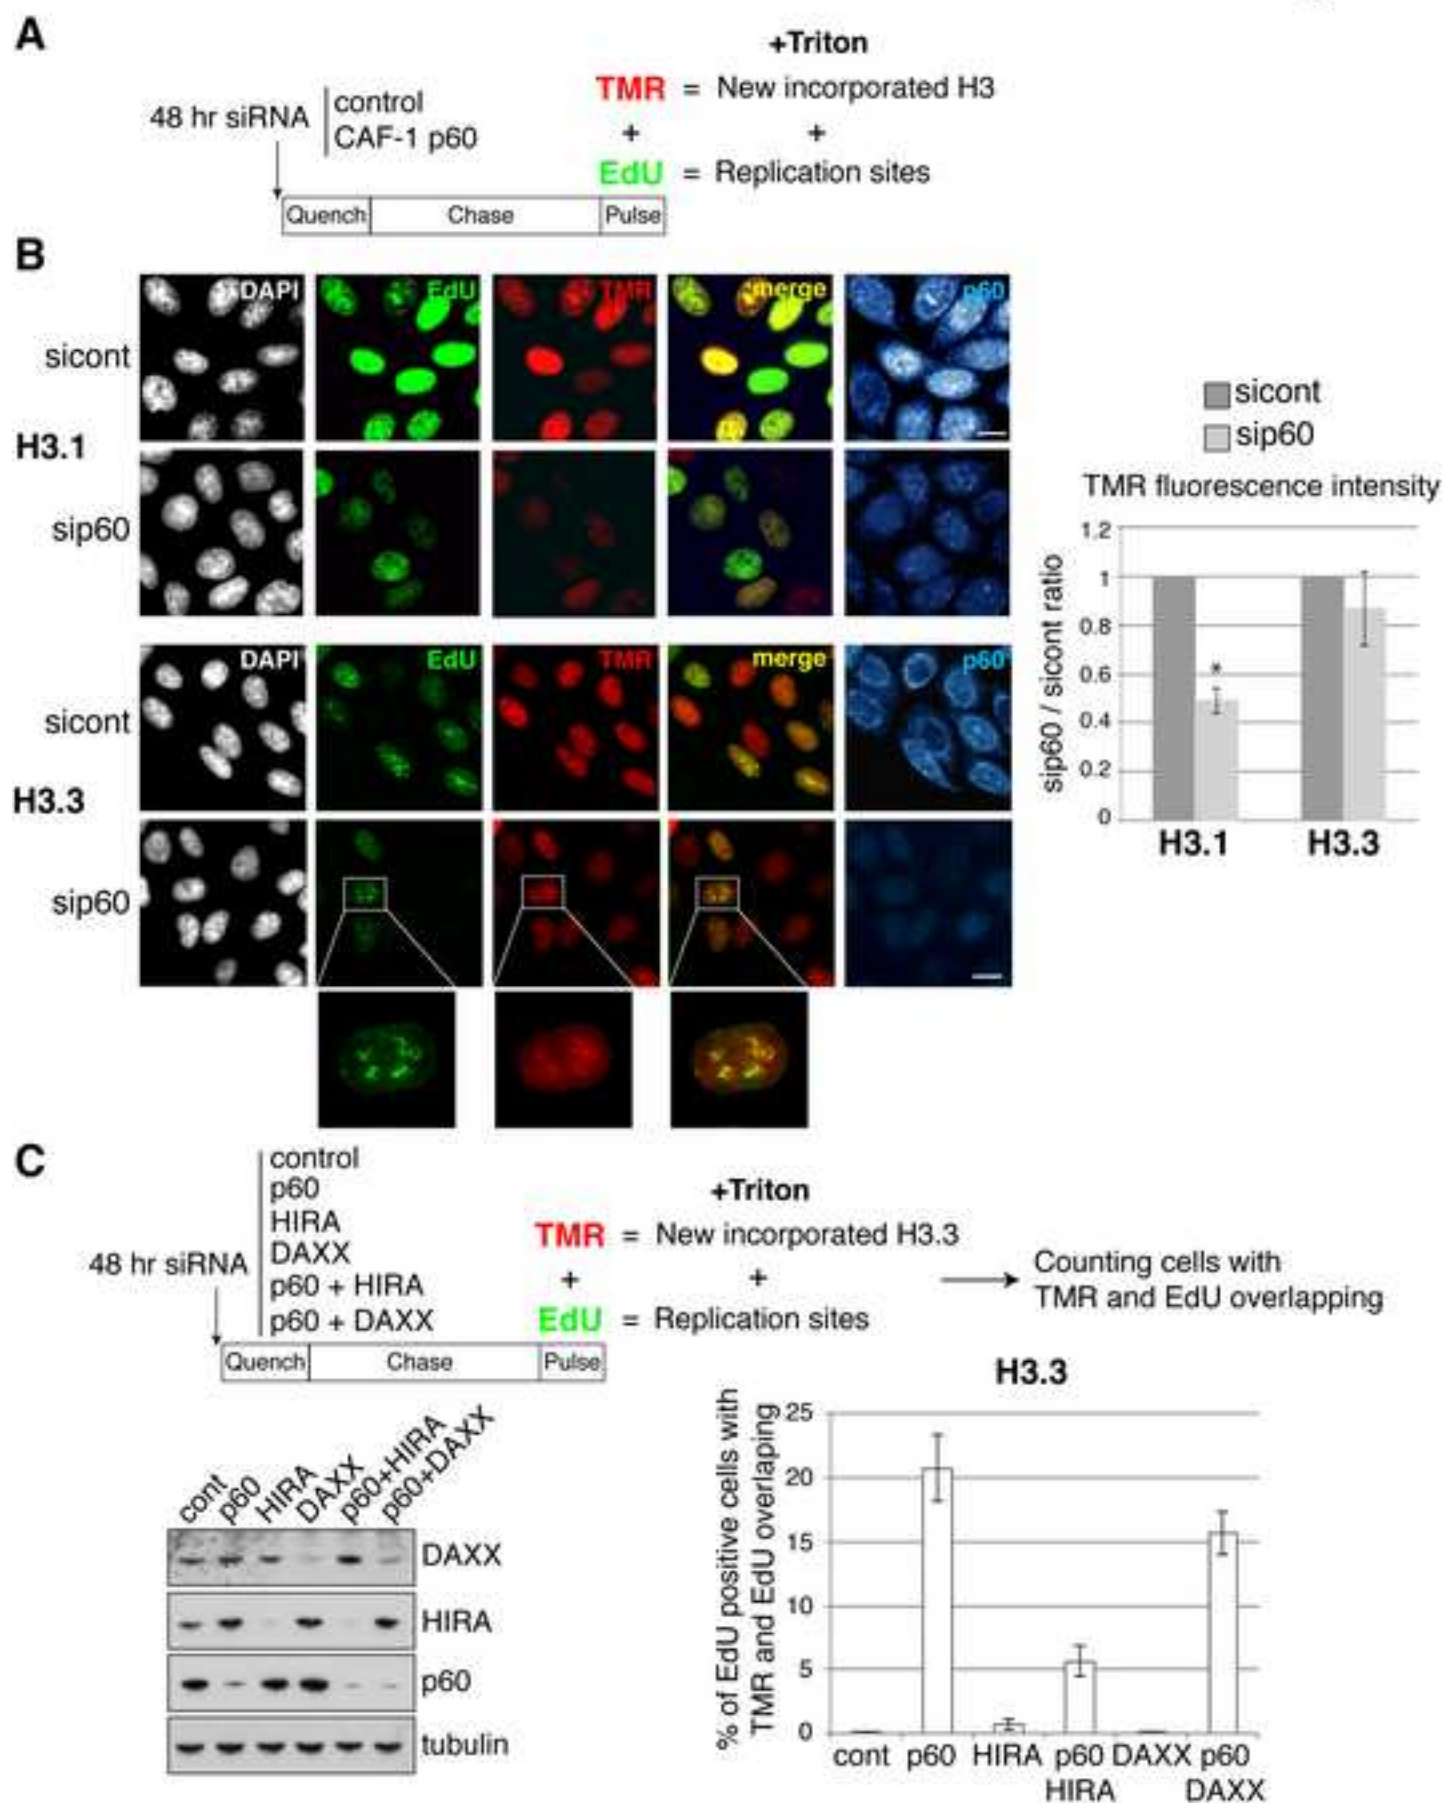 A
+Triton
TMR = New incorporated H3
48 hr siRNA
control
CAF-1 p60
+ +
EdU = Replication sites
Quench Chase Pulse
B
DAPI EdU TMR merge p60
sicont
H3.1
sip60
DAPI EdU TMR merge p60
sicont
H3.3
sip60
sicont
sip60
TMR fluorescence intensity
sip60 / sicont ratio
1.2
1
0.8
0.6
0.4
0.2
0
*
H3.1 H3.3
C
48 hr siRNA
control
p60
HIRA
DAXX
p60 + HIRA
p60 + DAXX
+Triton
TMR = New incorporated H3.3
+ +
EdU = Replication sites
Counting cells with
TMR and EdU overlapping
Quench Chase Pulse
cont p60 HIRA DAXX p60+HIRA p60+DAXX
DAXX
HIRA
p60
tubulin
H3.3
% of EdU positive cells with
TMR and EdU overlaping
25
20
15
10
5
0
cont p60 HIRA p60 DAXX p60
HIRA DAXX